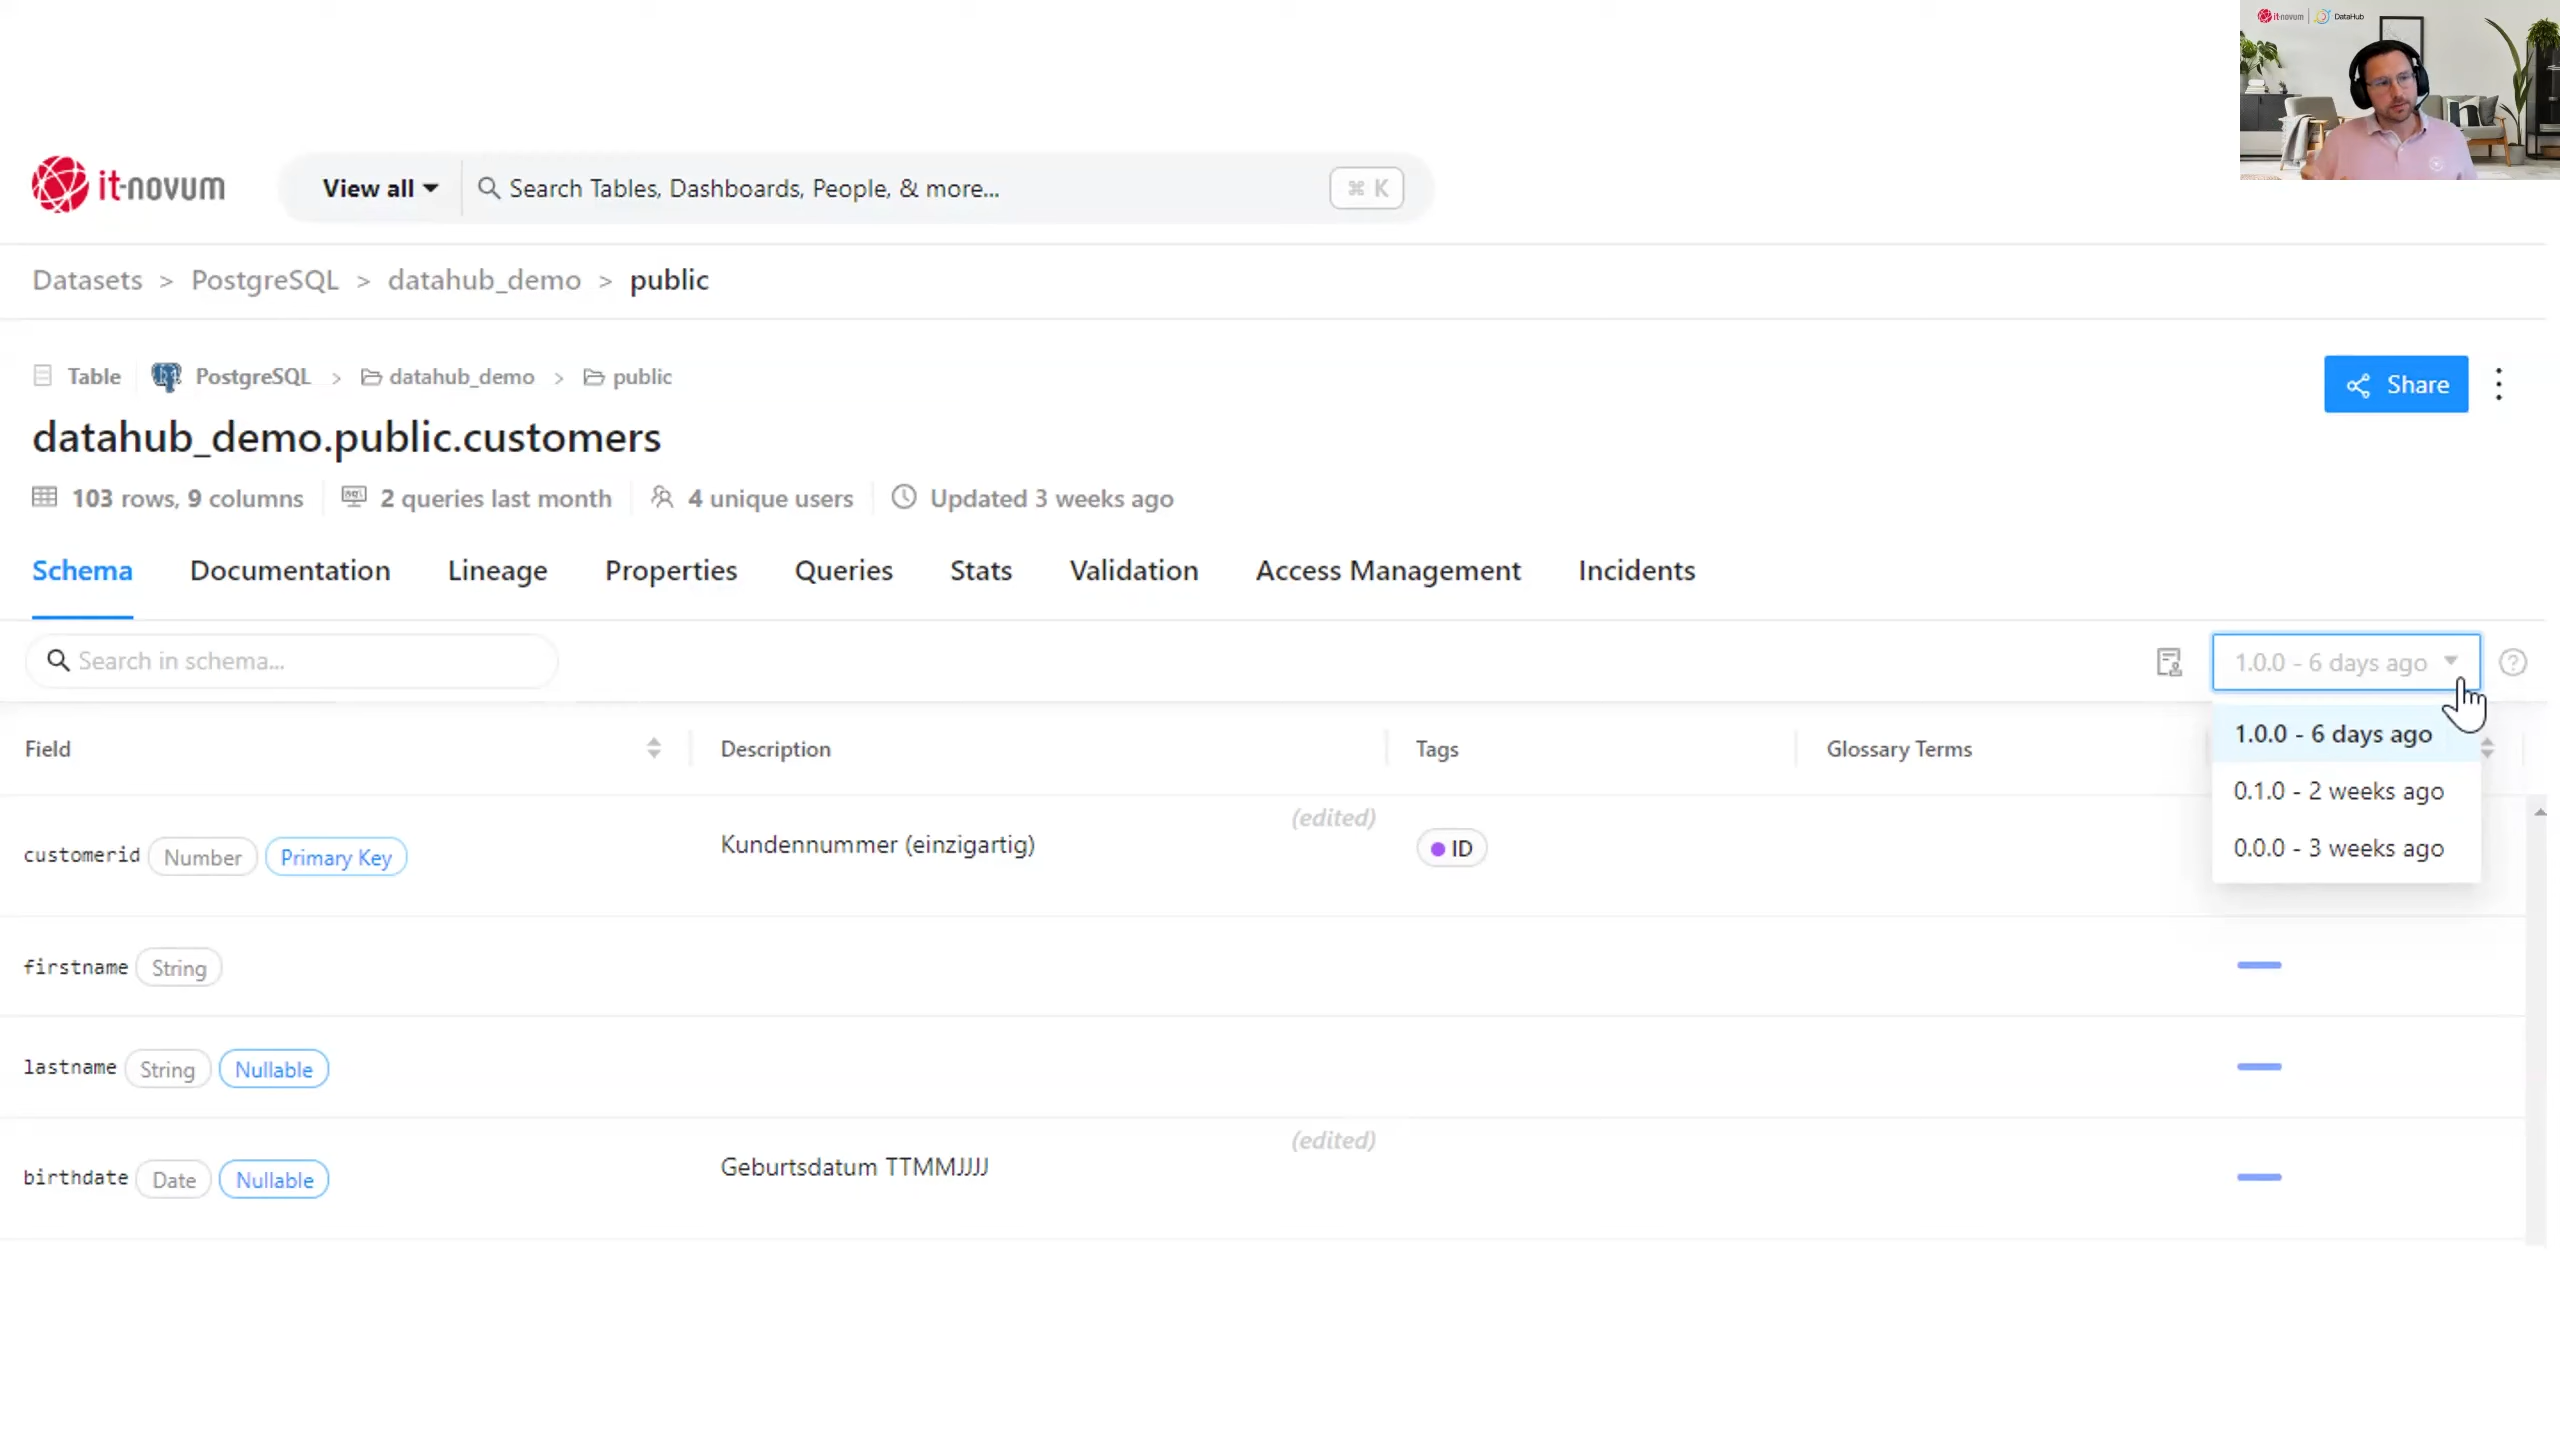 it-novum | DataHub
it-novum
View all
Search Tables, Dashboards, People, & more...
⌘ K
Datasets > PostgreSQL > datahub_demo > public
Table PostgreSQL > datahub_demo > public
Share
datahub_demo.public.customers
103 rows, 9 columns 2 queries last month 4 unique users Updated 3 weeks ago
Schema Documentation Lineage Properties Queries Stats Validation Access Management Incidents
Search in schema...
1.0.0 - 6 days ago
Field Description Tags Glossary Terms
1.0.0 - 6 days ago
0.1.0 - 2 weeks ago
0.0.0 - 3 weeks ago
customerid Number Primary Key Kundennummer (einzigartig) (edited) ID
firstname String
lastname String Nullable
birthdate Date Nullable Geburtsdatum TTMMJJJJ (edited)